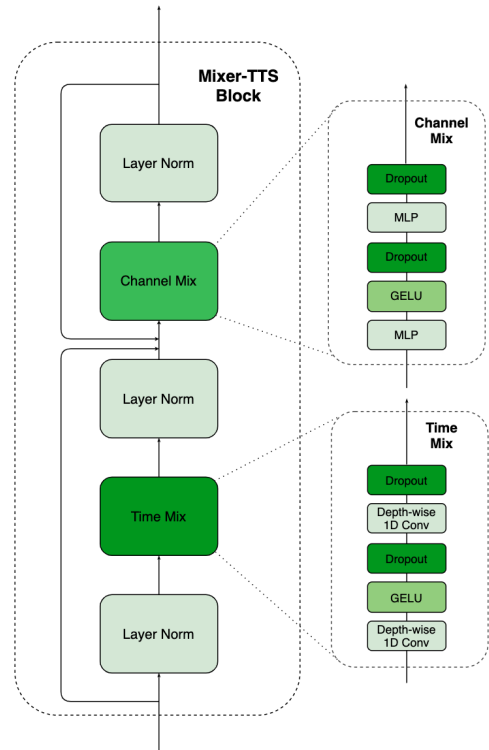 Mixer-TTS
Block
Layer Norm
Channel Mix
Layer Norm
Time Mix
Layer Norm
Channel
Mix
Dropout
MLP
Dropout
GELU
MLP
Time
Mix
Dropout
Depth-wise
1D Conv
Dropout
GELU
Depth-wise
1D Conv